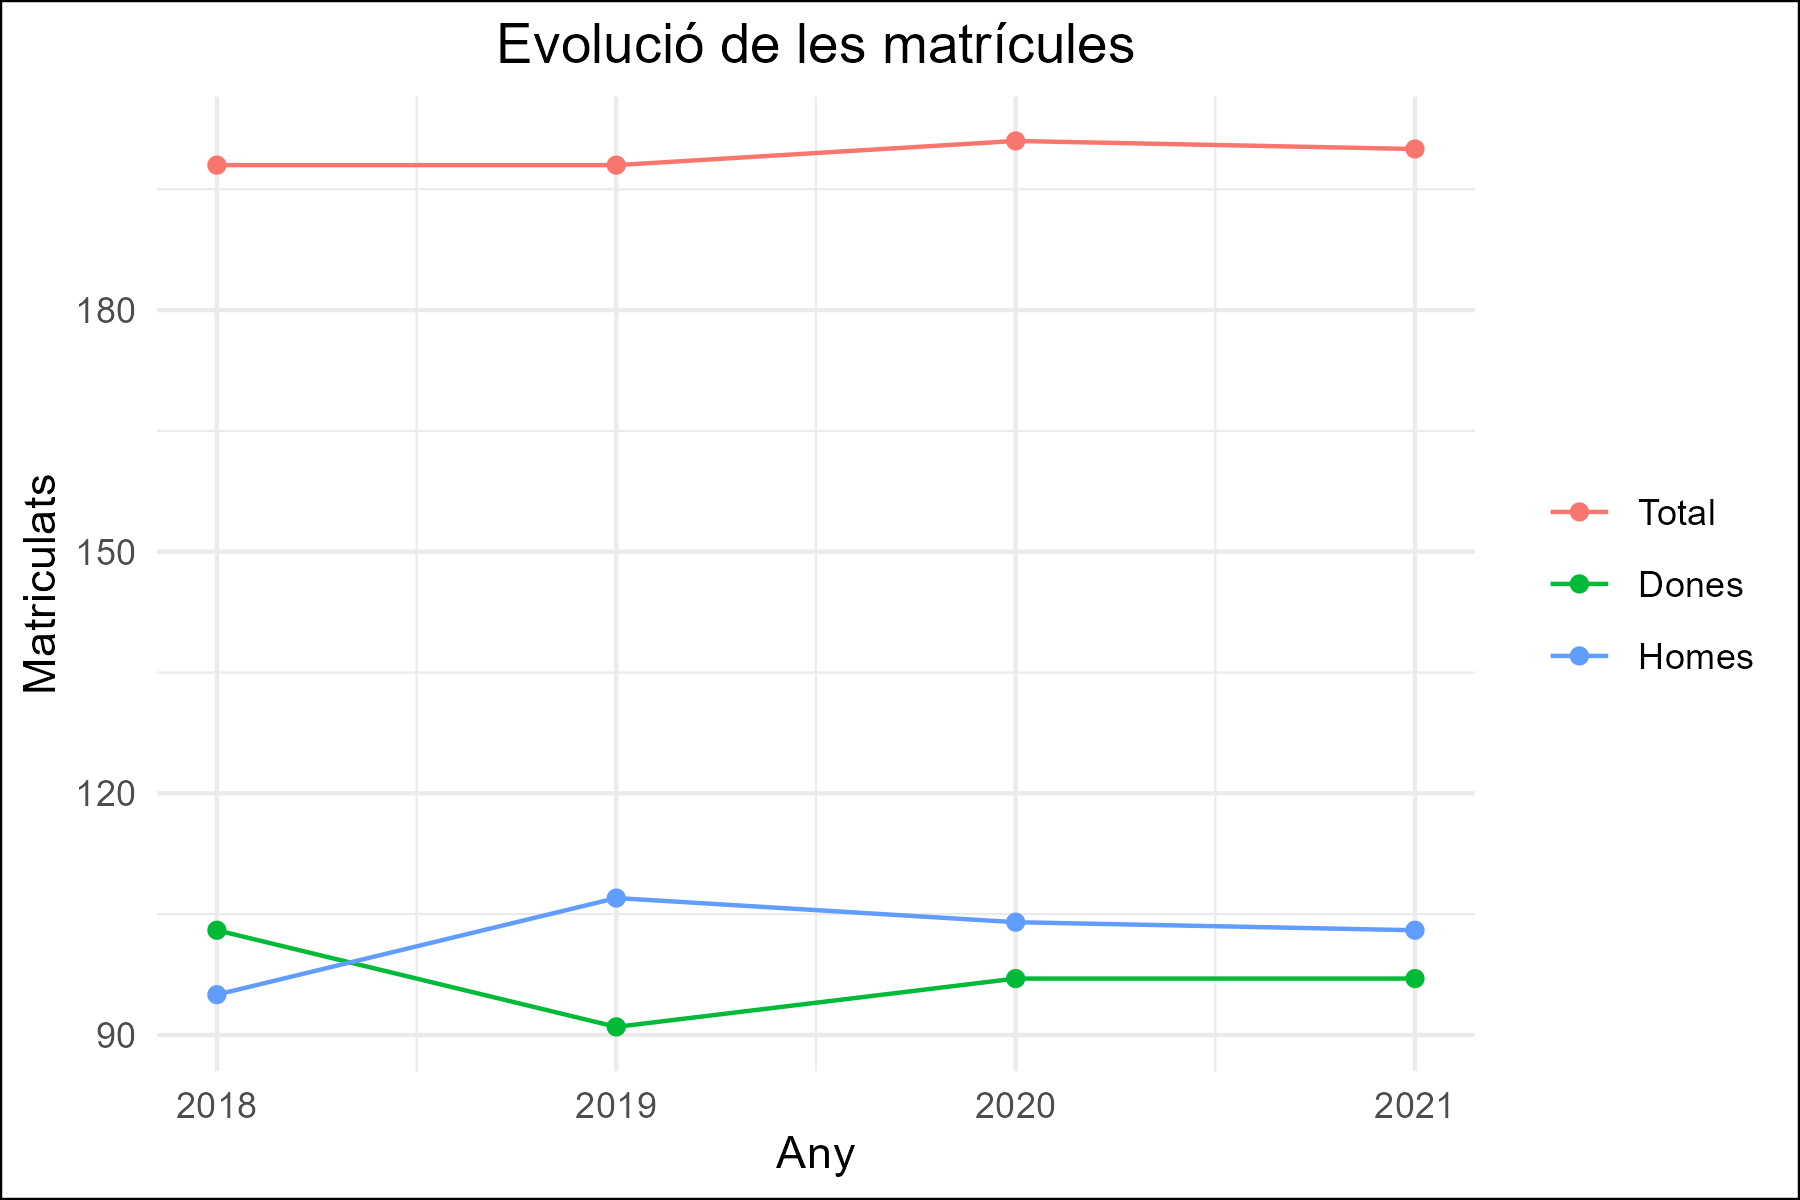 Evolució de les matrícules
Matriculats
180
150
120
90
2018
2019
2020
2021
Any
Total
Dones
Homes